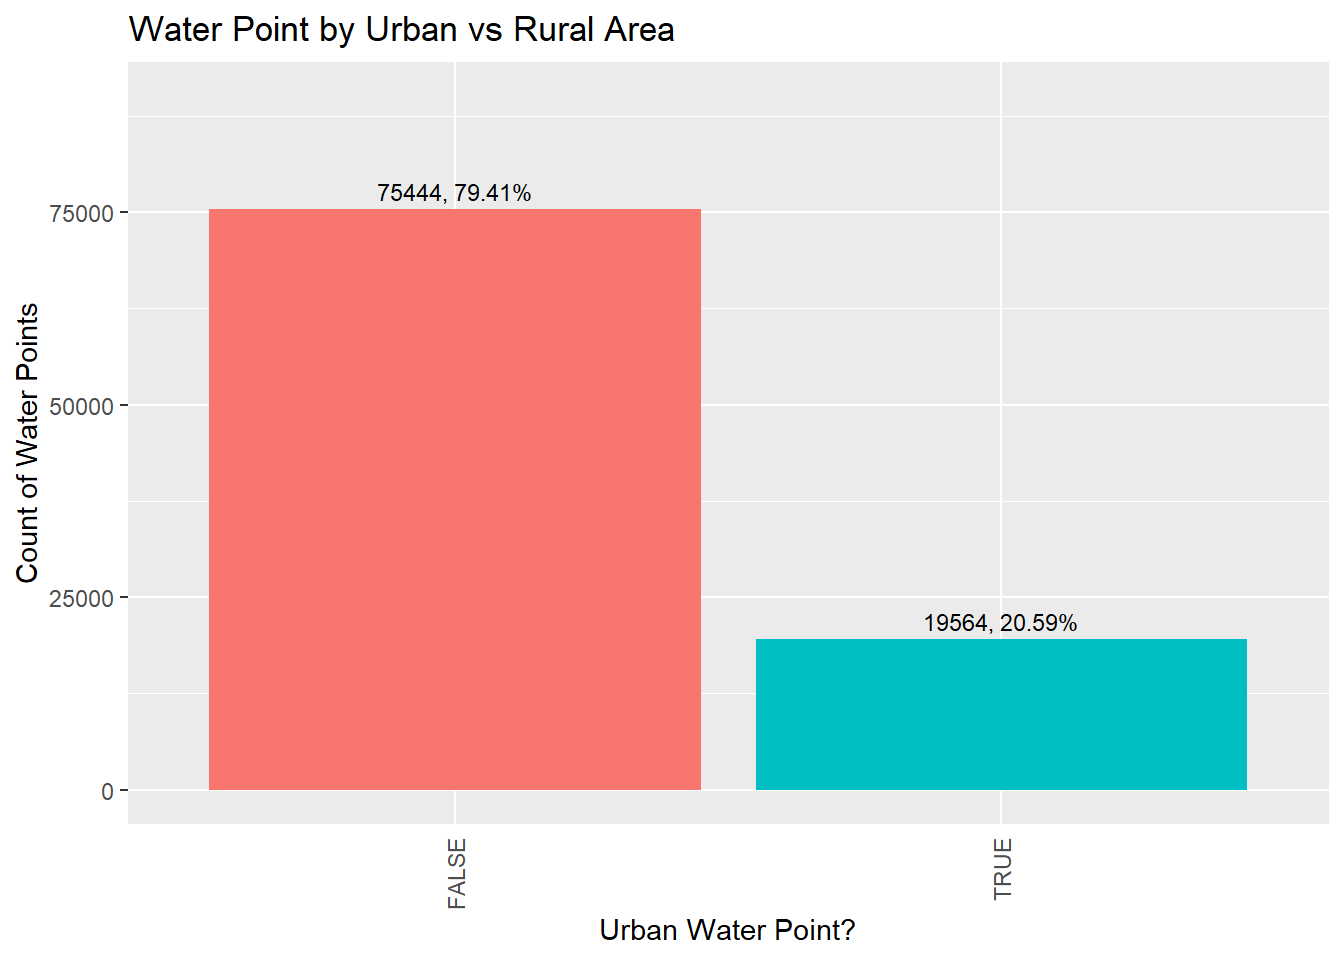 Water Point by Urban vs Rural Area
Count of Water Points
75000
50000
25000
0
75444, 79.41%
19564, 20.59%
FALSE
TRUE
Urban Water Point?